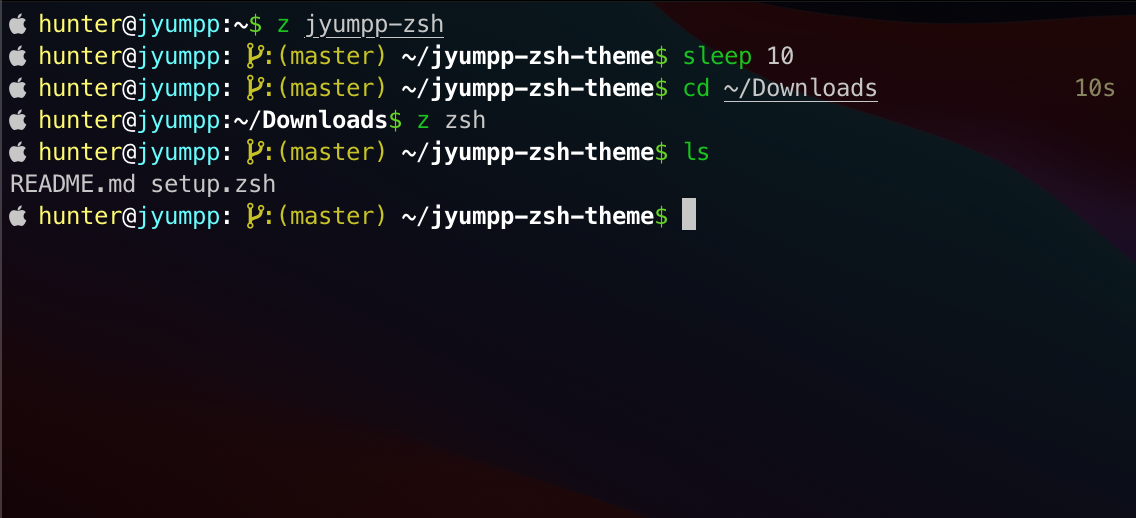 hunter@jyumpp:~$ z jyumpp-zsh
hunter@jyumpp: :(master) ~/jyumpp-zsh-theme$ sleep 10
hunter@jyumpp: :(master) ~/jyumpp-zsh-theme$ cd ~/Downloads 10s
hunter@jyumpp:~/Downloads$ z zsh
hunter@jyumpp: :(master) ~/jyumpp-zsh-theme$ ls
README.md setup.zsh
hunter@jyumpp: :(master) ~/jyumpp-zsh-theme$